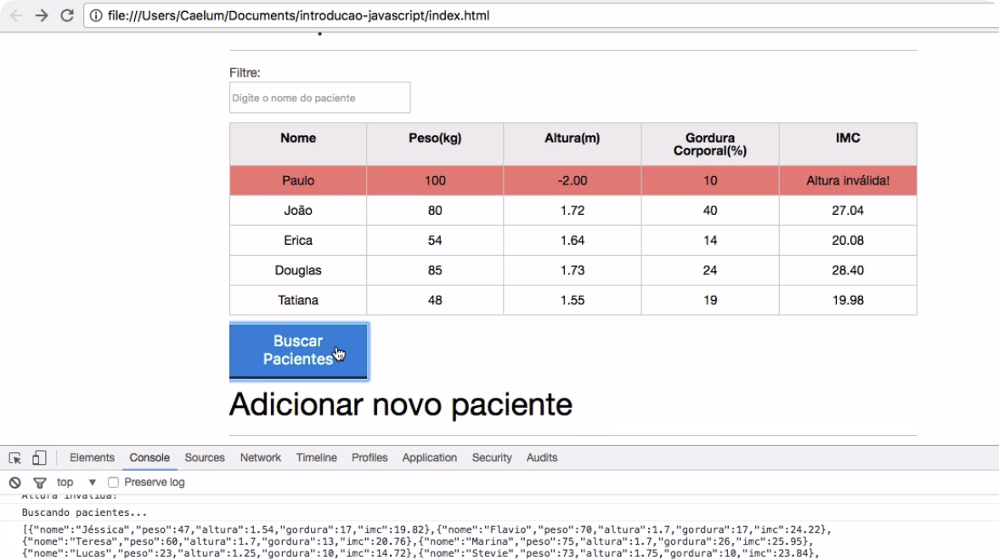 file:///Users/Caelum/Documents/introducao-javascript/index.html
Filtre:
Digite o nome do paciente
Nome Peso(kg) Altura(m) Gordura Corporal(%) IMC
Paulo 100 -2.00 10 Altura inválida!
João 80 1.72 40 27.04
Erica 54 1.64 14 20.08
Douglas 85 1.73 24 28.40
Tatiana 48 1.55 19 19.98
Buscar
Pacientes
Adicionar novo paciente
Elements Console Sources Network Timeline Profiles Application Security Audits
top Preserve log
Altura inválida!
Buscando pacientes...
[{"nome":"Jéssica","peso":47,"altura":1.54,"gordura":17,"imc":19.82},{"nome":"Flavio","peso":70,"altura":1.7,"gordura":17,"imc":24.22},
{"nome":"Teresa","peso":60,"altura":1.7,"gordura":13,"imc":20.76},{"nome":"Marina","peso":75,"altura":1.7,"gordura":26,"imc":25.95},
{"nome":"Lucas","peso":23,"altura":1.25,"gordura":10,"imc":14.72},{"nome":"Stevie","peso":73,"altura":1.75,"gordura":10,"imc":23.84},